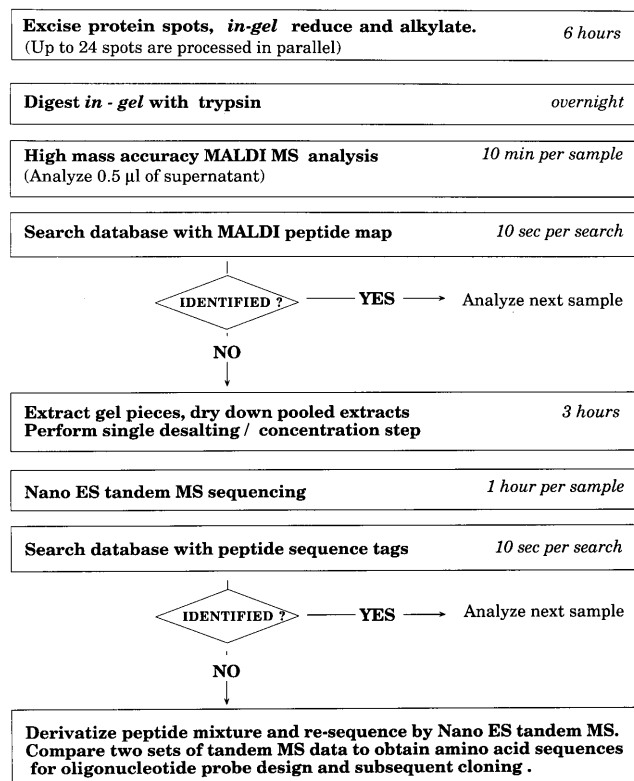 Excise protein spots, in-gel reduce and alkylate. 6 hours
(Up to 24 spots are processed in parallel)
Digest in - gel with trypsin overnight
High mass accuracy MALDI MS analysis 10 min per sample
(Analyze 0.5 µl of supernatant)
Search database with MALDI peptide map 10 sec per search
IDENTIFIED ? YES Analyze next sample
NO
Extract gel pieces, dry down pooled extracts 3 hours
Perform single desalting / concentration step
Nano ES tandem MS sequencing 1 hour per sample
Search database with peptide sequence tags 10 sec per search
IDENTIFIED ? YES Analyze next sample
NO
Derivatize peptide mixture and re-sequence by Nano ES tandem MS.
Compare two sets of tandem MS data to obtain amino acid sequences
for oligonucleotide probe design and subsequent cloning .